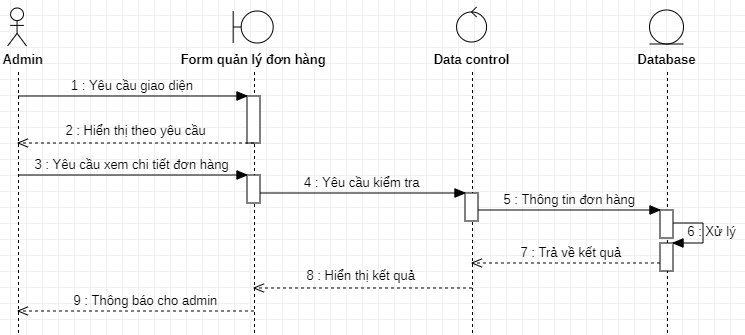 Admin
Form quản lý đơn hàng
Data control
Database
1 : Yêu cầu giao diện
2 : Hiển thị theo yêu cầu
3 : Yêu cầu xem chi tiết đơn hàng
4 : Yêu cầu kiểm tra
5 : Thông tin đơn hàng
6 : Xử lý
7 : Trả về kết quả
8 : Hiển thị kết quả
9 : Thông báo cho admin